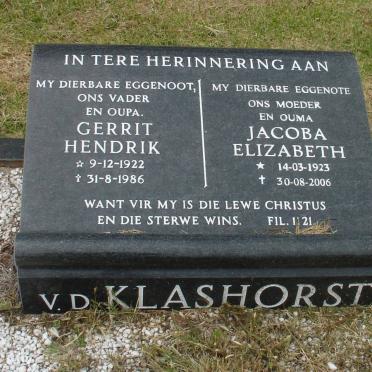 IN TERE HERINNERING AAN
MY DIERBARE EGGENOOT,
ONS VADER
EN OUPA.
GERRIT
HENDRIK
☆ 9-12-1922
✝ 31-8-1986
MY DIERBARE EGGENOTE
ONS MOEDER
EN OUMA
JACOBA
ELIZABETH
★ 14-03-1923
✝ 30-08-2006
WANT VIR MY IS DIE LEWE CHRISTUS
EN DIE STERWE WINS. FIL. 1:21
V.D KLASHORST